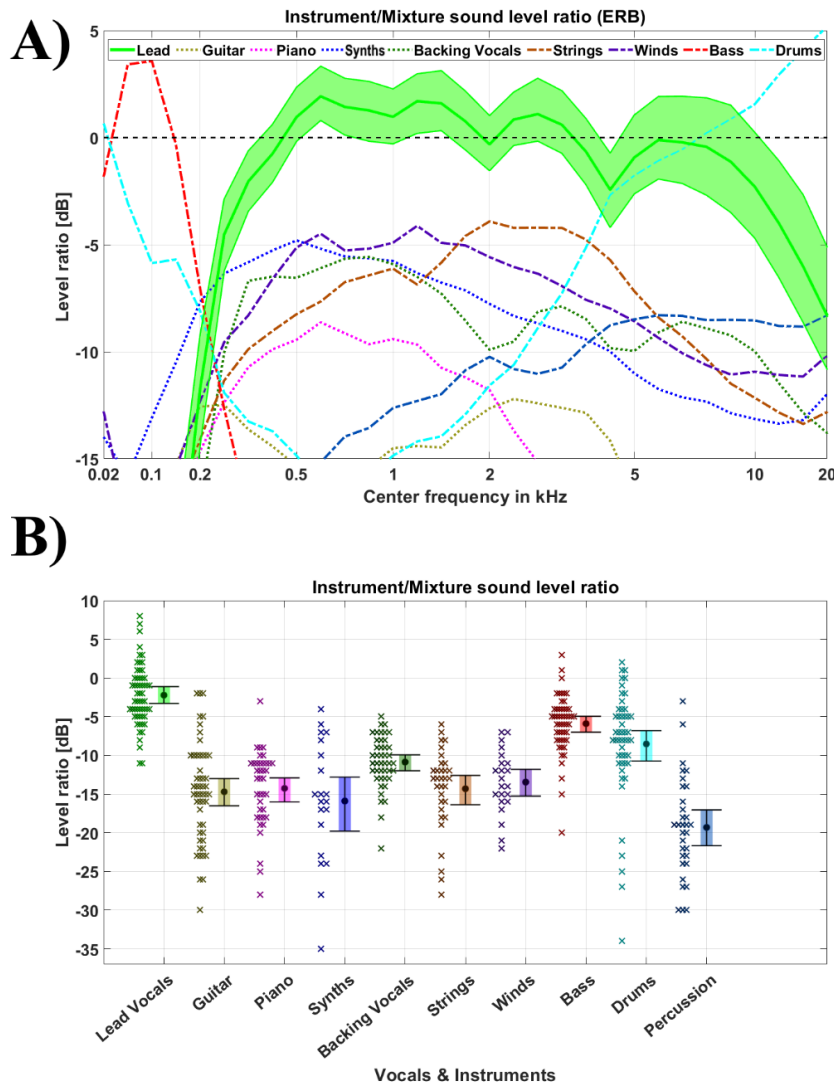 A)
Instrument/Mixture sound level ratio (ERB)
Lead Guitar Piano Synths Backing Vocals Strings Winds Bass Drums
Level ratio [dB]
5
0
-5
-10
-15
0.02 0.1 0.2 0.5 1 2 5 10 20
Center frequency in kHz
B)
Instrument/Mixture sound level ratio
Level ratio [dB]
10
5
0
-5
-10
-15
-20
-25
-30
-35
Lead Vocals Guitar Piano Synths Backing Vocals Strings Winds Bass Drums Percussion
Vocals & Instruments